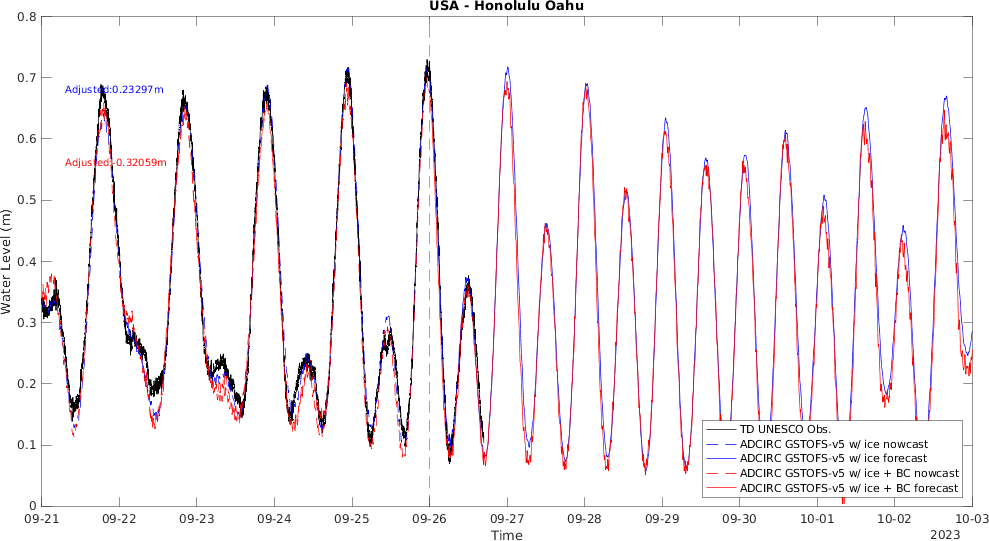 USA - Honolulu Oahu
0.8
0.7
0.6
0.5
0.4
0.3
0.2
0.1
0
Water Level (m)
Adjusted:0.23297m
Adjusted:-0.32059m
TD UNESCO Obs.
ADCIRC GSTOFS-v5 w/ ice nowcast
ADCIRC GSTOFS-v5 w/ ice forecast
ADCIRC GSTOFS-v5 w/ ice + BC nowcast
ADCIRC GSTOFS-v5 w/ ice + BC forecast
09-21 09-22 09-23 09-24 09-25 09-26 09-27 09-28 09-29 09-30 10-01 10-02 10-03
Time
2023